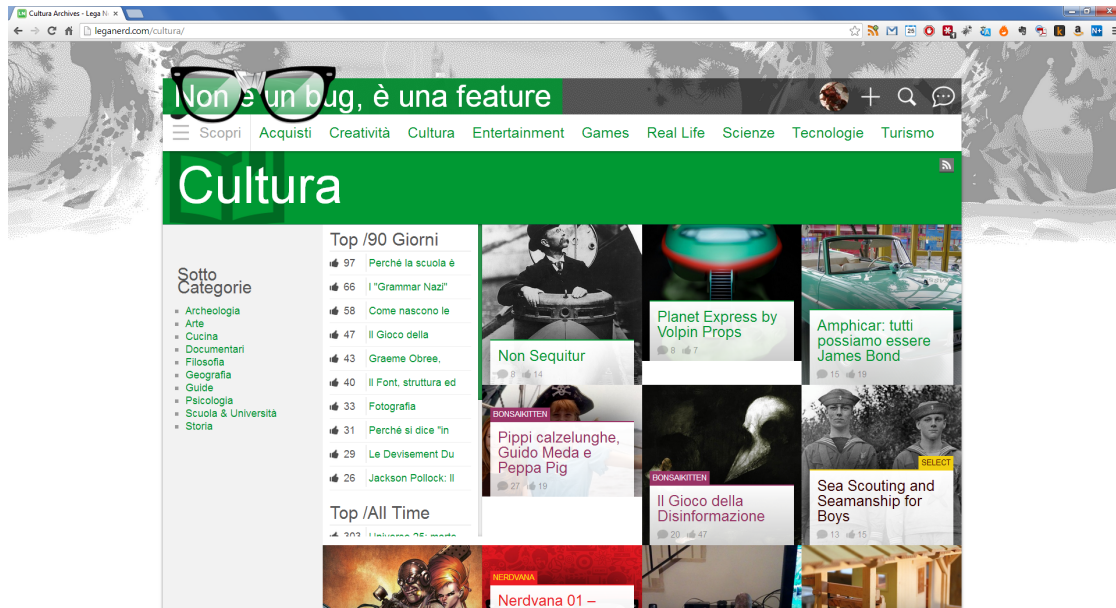 Cultura Archives - Lega N
leganerd.com/cultura/
Non è un bug, è una feature
Scopri Acquisti Creatività Cultura Entertainment Games Real Life Scienze Tecnologie Turismo
Cultura
Sotto
Categorie
Archeologia
Arte
Cucina
Documentari
Filosofia
Geografia
Guide
Psicologia
Scuola & Università
Storia
Top /90 Giorni
97 Perché la scuola è
66 I "Grammar Nazi"
58 Come nascono le
47 Il Gioco della
43 Graeme Obree,
40 Il Font, struttura ed
33 Fotografia
31 Perché si dice "in
29 Le Devisement Du
26 Jackson Pollock: Il
Top /All Time
303 Universo 25: morte
Non Sequitur
8 14
Planet Express by
Volpin Props
8 7
Amphicar: tutti
possiamo essere
James Bond
15 19
BONSAIKITTEN
Pippi calzelunghe,
Guido Meda e
Peppa Pig
27 19
BONSAIKITTEN
Il Gioco della
Disinformazione
20 47
SELECT
Sea Scouting and
Seamanship for
Boys
13 15
NERDVANA
Nerdvana 01 –